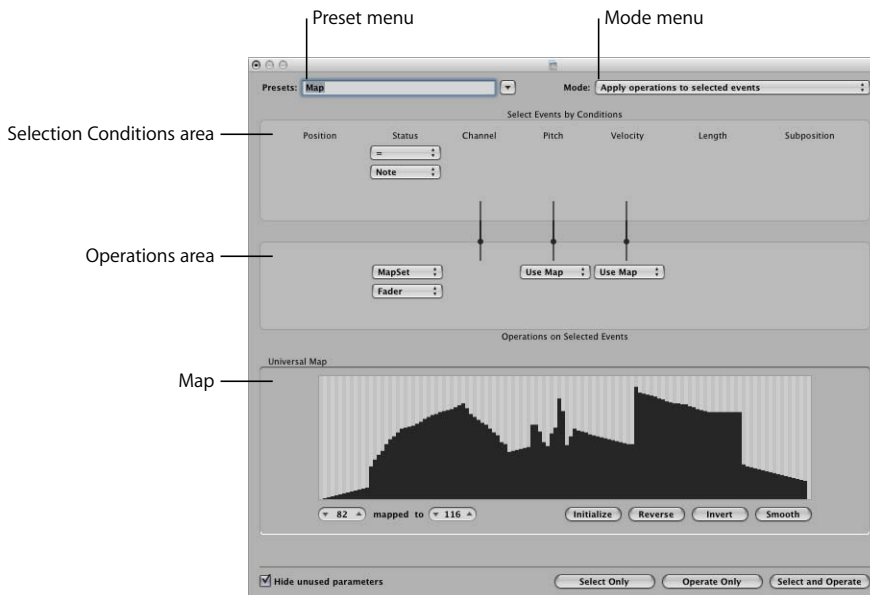 Preset menu
Mode menu
Presets: Map
Mode: Apply operations to selected events
Select Events by Conditions
Selection Conditions area
Position Status Channel Pitch Velocity Length Subposition
=
Note
Operations area
MapSet Use Map Use Map
Fader
Operations on Selected Events
Universal Map
Map
82 mapped to 116 Initialize Reverse Invert Smooth
Hide unused parameters Select Only Operate Only Select and Operate